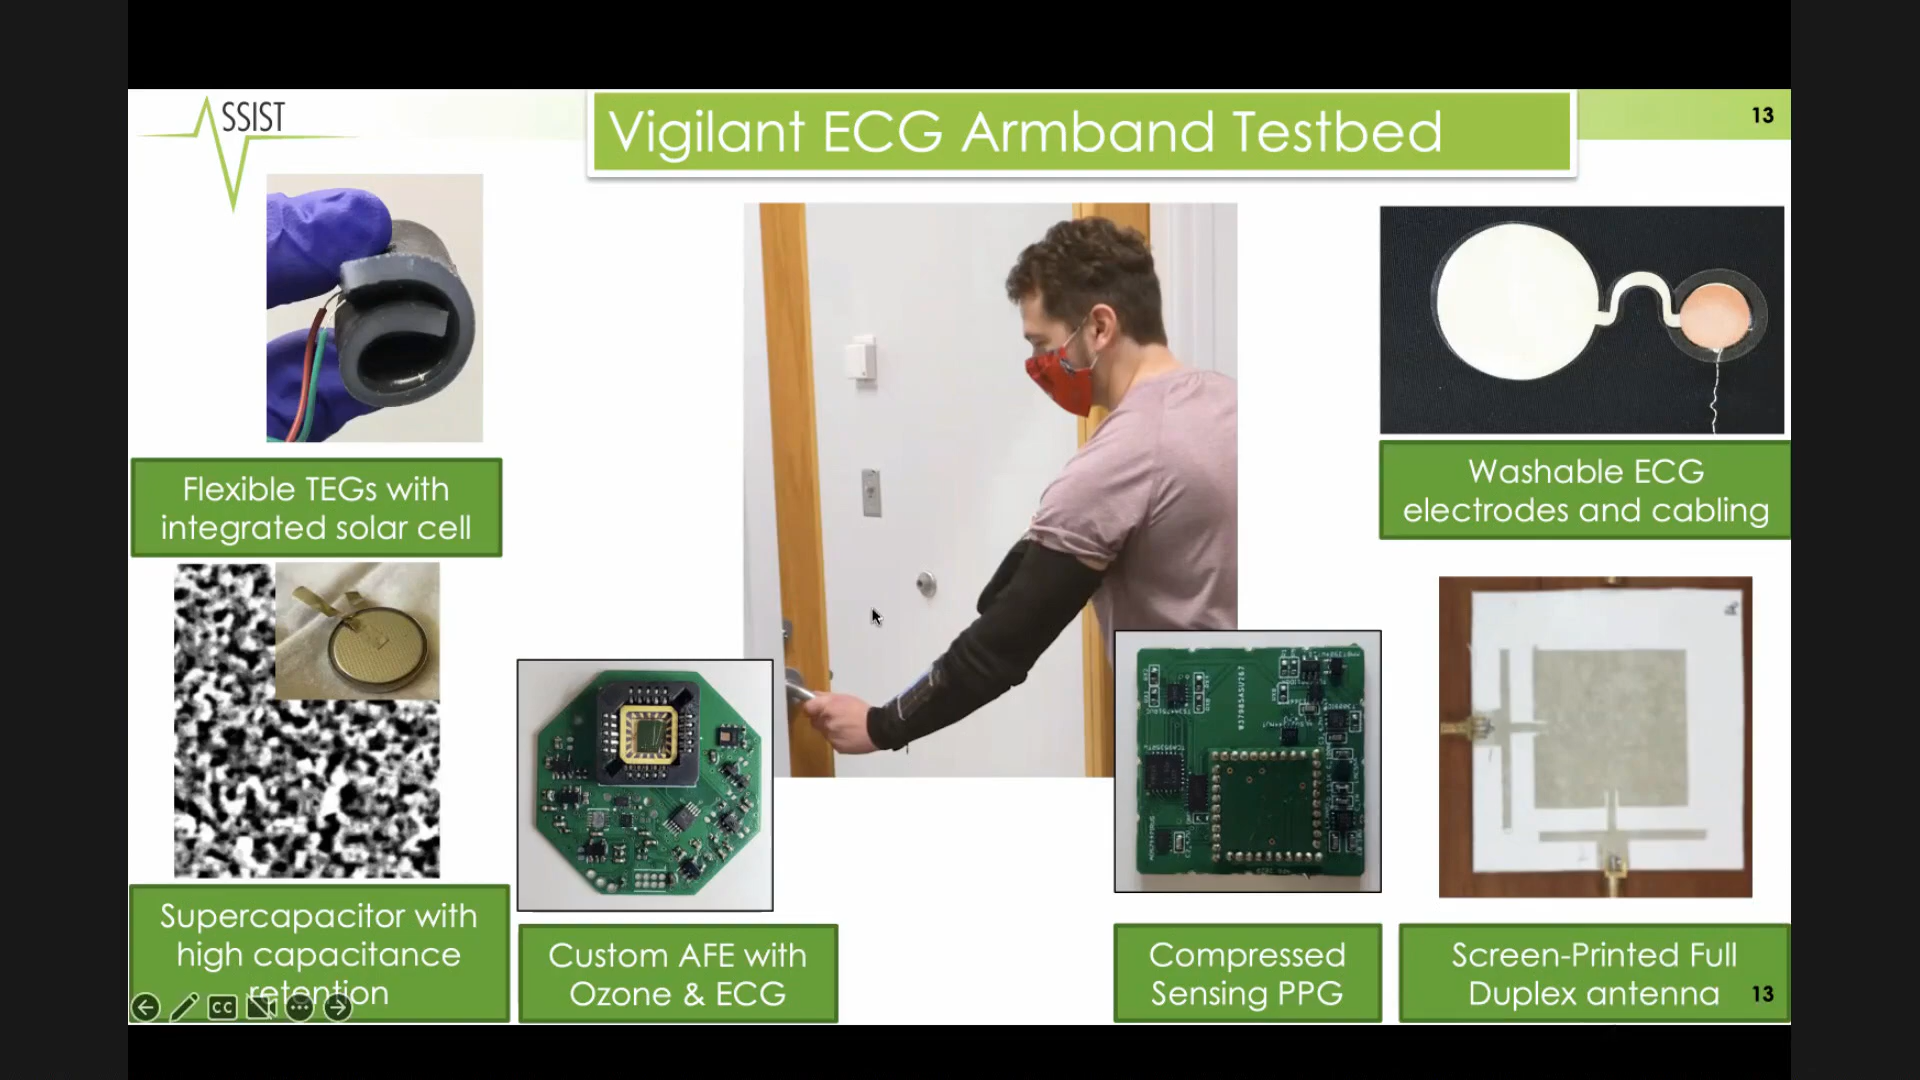 SSIST
Vigilant ECG Armband Testbed
13
Flexible TEGs with
integrated solar cell
Washable ECG
electrodes and cabling
Supercapacitor with
high capacitance
retention
Custom AFE with
Ozone & ECG
Compressed
Sensing PPG
Screen-Printed Full
Duplex antenna
13
CC